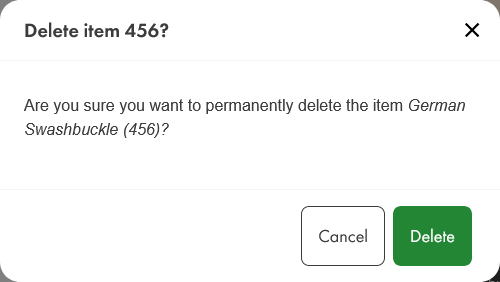 Delete item 456?
Are you sure you want to permanently delete the item German
Swashbuckle (456)?
Cancel
Delete